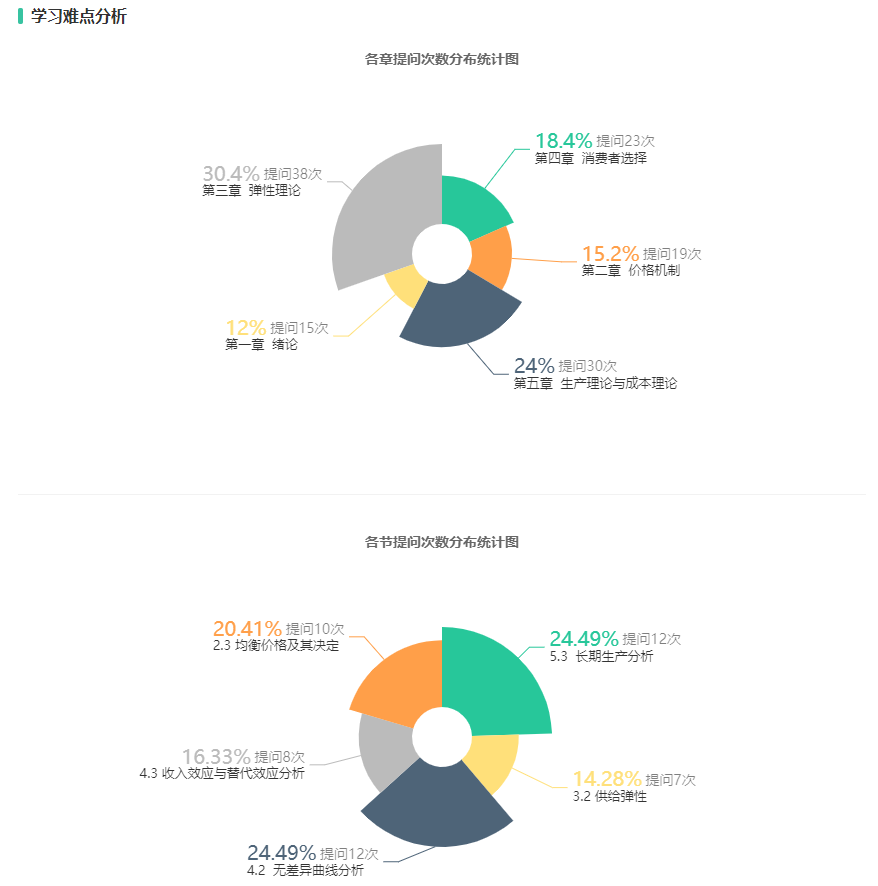 学习难点分析
各章提问次数分布统计图
18.4% 提问23次
第四章 消费者选择
30.4% 提问38次
第三章 弹性理论
15.2% 提问19次
第二章 价格机制
12% 提问15次
第一章 绪论
24% 提问30次
第五章 生产理论与成本理论
各节提问次数分布统计图
20.41% 提问10次
2.3 均衡价格及其决定
24.49% 提问12次
5.3 长期生产分析
16.33% 提问8次
4.3 收入效应与替代效应分析
14.28% 提问7次
3.2 供给弹性
24.49% 提问12次
4.2 无差异曲线分析